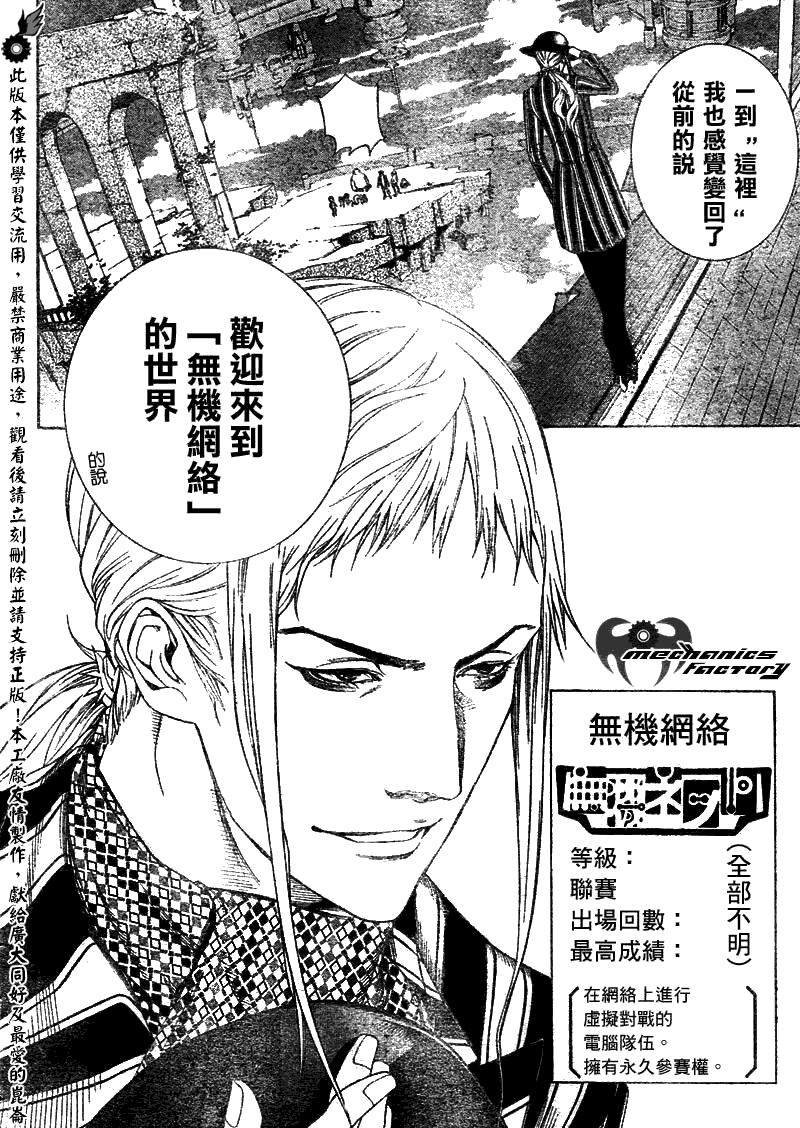 一到”這裡“
我也感覺變回了
從前的說
歡迎來到
「無機網絡」
的世界
的說
mechanics
Factory
無機網絡
無機ネット
等級：
聯賽
出場回數：
最高成績：
（全部不明）
在網絡上進行
虛擬對戰的
電腦隊伍。
擁有永久參賽權。
此版本僅供學習交流用，嚴禁商業用途，觀看後請立刻刪除並請支持正版！本工廠友情製作，獻給廣大同好及最愛的崑崙